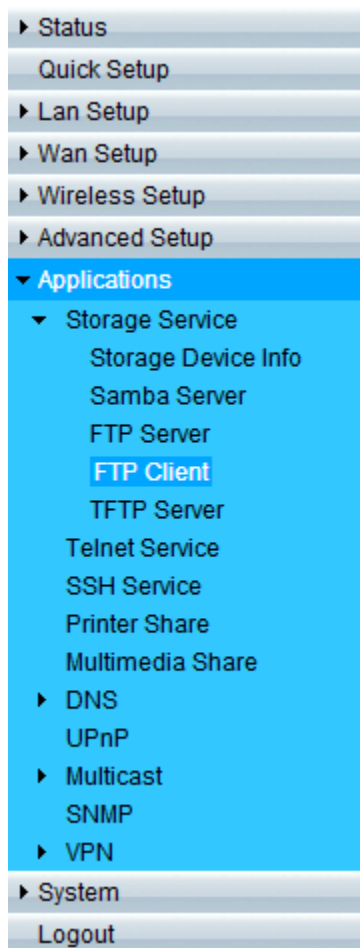 Status
Quick Setup
Lan Setup
Wan Setup
Wireless Setup
Advanced Setup
Applications
Storage Service
Storage Device Info
Samba Server
FTP Server
FTP Client
TFTP Server
Telnet Service
SSH Service
Printer Share
Multimedia Share
DNS
UPnP
Multicast
SNMP
VPN
System
Logout